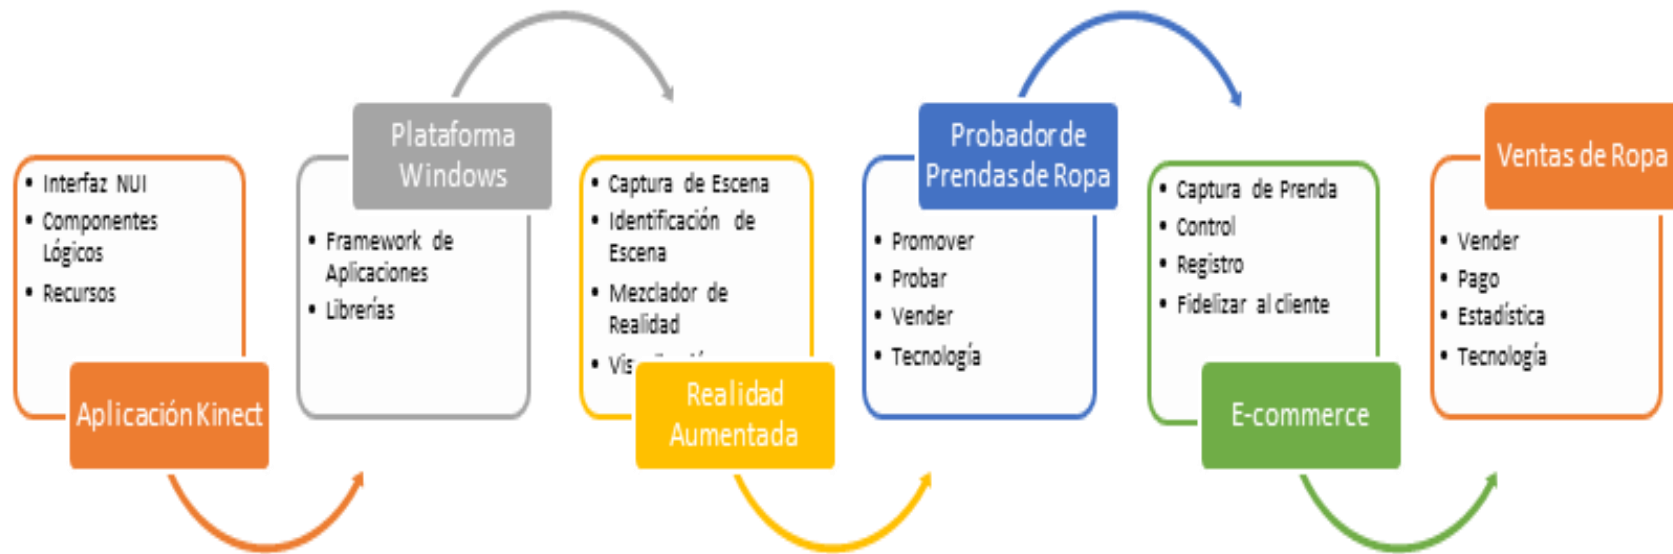 • Interfaz NUI
• Componentes
Lógicos
• Recursos
Aplicación Kinect
Plataforma
Windows
• Framework de
Aplicaciones
• Librerías
• Captura de Escena
• Identificación de
Escena
• Mezclador de
Realidad
Realidad
Aumentada
Probador de
Prendas de Ropa
• Promover
• Probar
• Vender
• Tecnología
• Captura de Prenda
• Control
• Registro
• Fidelizar al cliente
E-commerce
Ventas de Ropa
• Vender
• Pago
• Estadística
• Tecnología